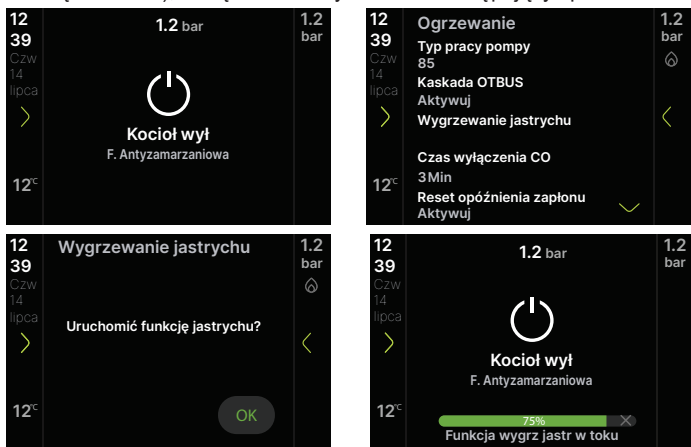 12
39
Czw
14
lipca
12°C
1.2 bar
Kocioł wył
F. Antyzamarzaniowa
1.2
bar
12
39
Czw
14
lipca
12°C
Ogrzewanie
Typ pracy pompy
85
Kaskada OTBUS
Aktywuj
Wygrzewanie jastrychu
Czas wyłączenia CO
3Min
Reset opóźnienia zapłonu
Aktywuj
1.2
bar
12
39
Czw
14
lipca
12°C
Wygrzewanie jastrychu
Uruchomić funkcję jastrychu?
OK
1.2
bar
12
39
Czw
14
lipca
12°C
1.2 bar
Kocioł wył
F. Antyzamarzaniowa
75%
Funkcja wygrz jastr w toku
1.2
bar